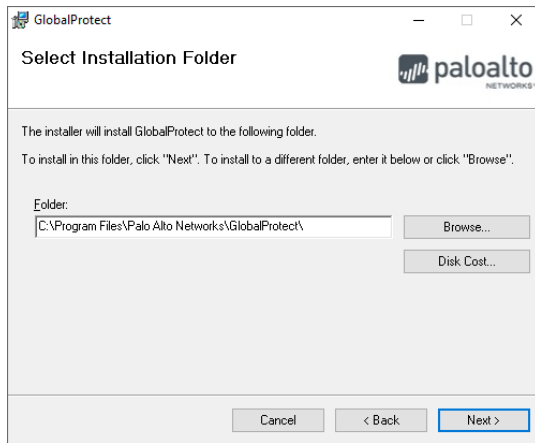 GlobalProtect
Select Installation Folder
paloalto
NETWORKS
The installer will install GlobalProtect to the following folder.
To install in this folder, click "Next". To install to a different folder, enter it below or click "Browse".
Folder:
C:\Program Files\Palo Alto Networks\GlobalProtect\
Browse...
Disk Cost...
Cancel
< Back
Next >